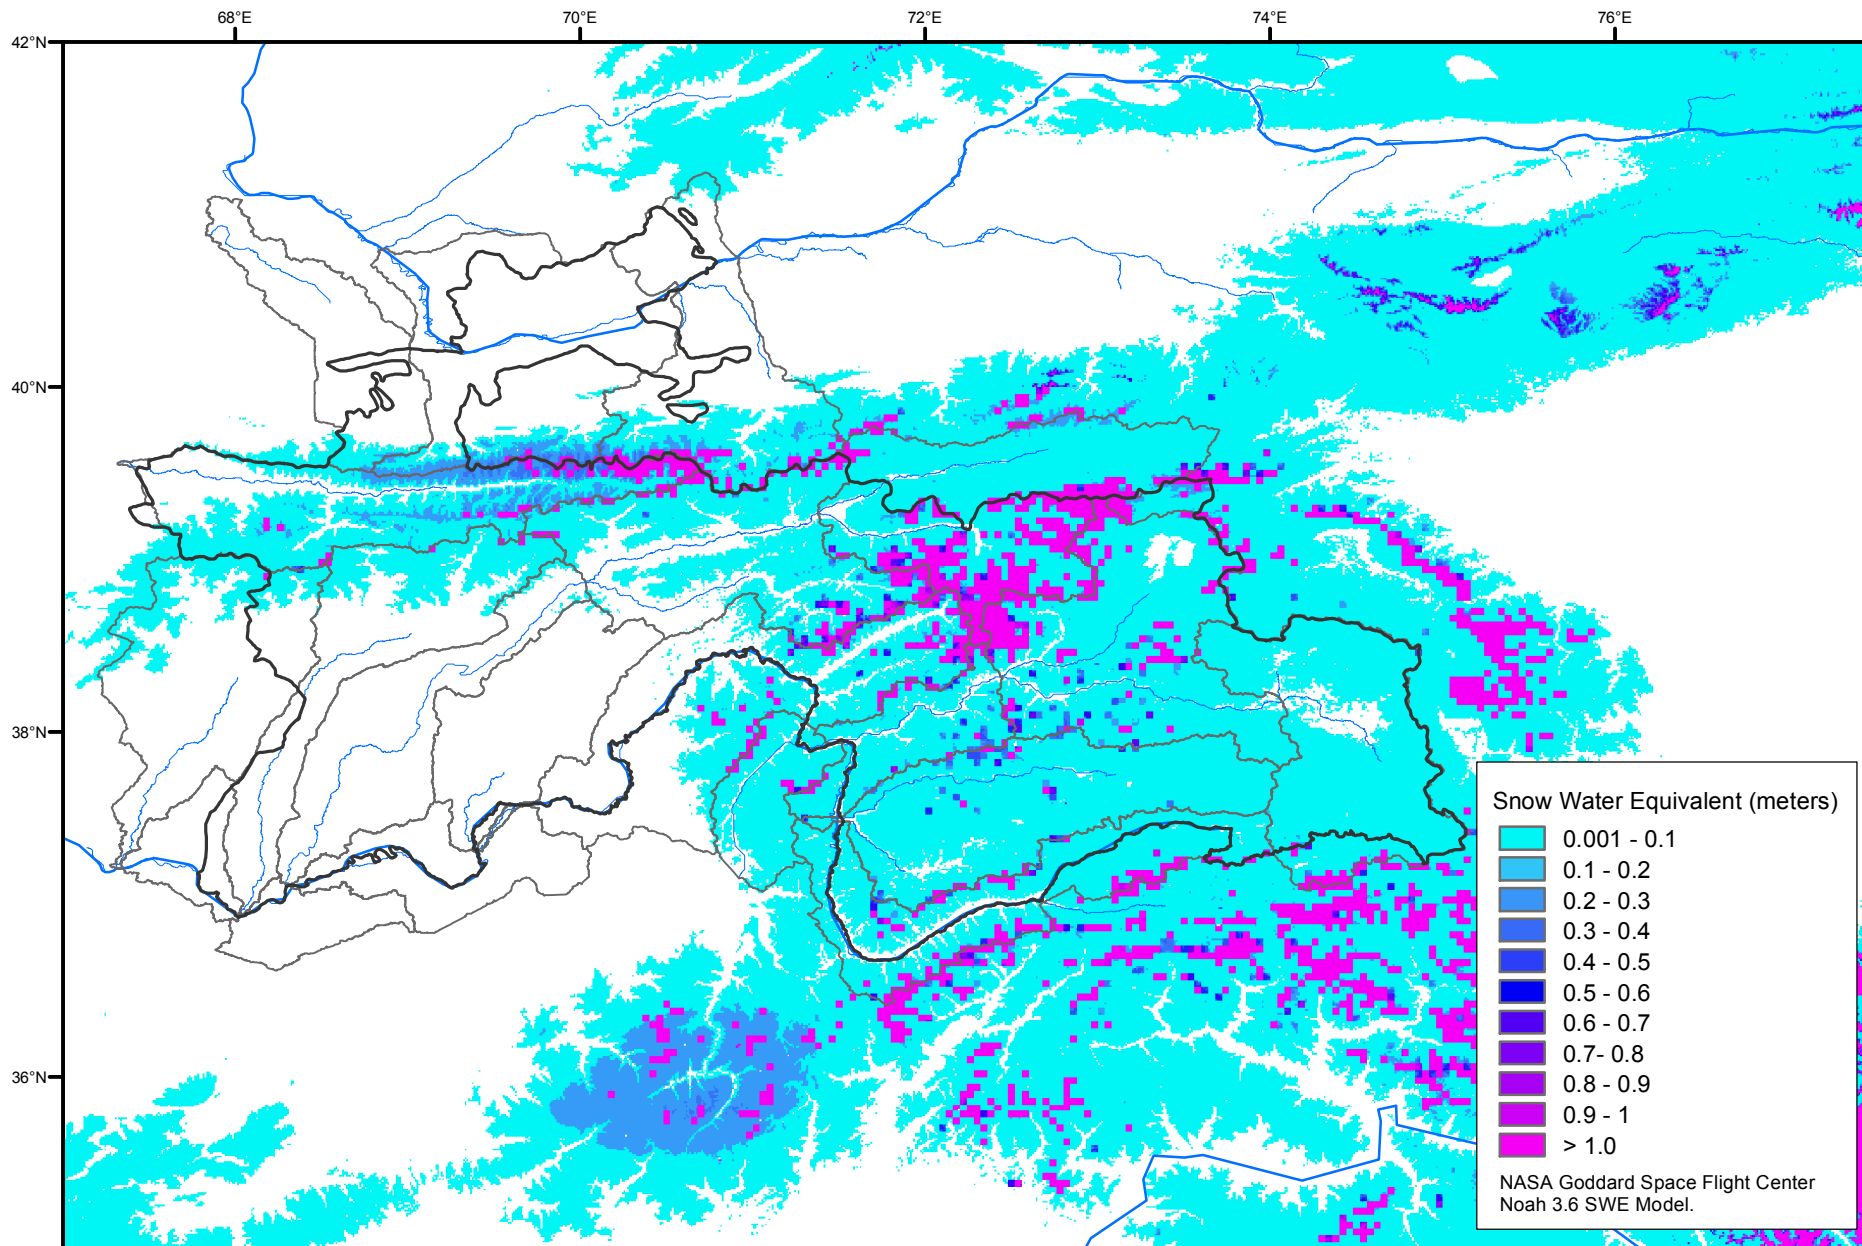 68°E
70°E
72°E
74°E
76°E
42°N
40°N
38°N
36°N
Snow Water Equivalent (meters)
0.001 - 0.1
0.1 - 0.2
0.2 - 0.3
0.3 - 0.4
0.4 - 0.5
0.5 - 0.6
0.6 - 0.7
0.7- 0.8
0.8 - 0.9
0.9 - 1
> 1.0
NASA Goddard Space Flight Center
Noah 3.6 SWE Model.